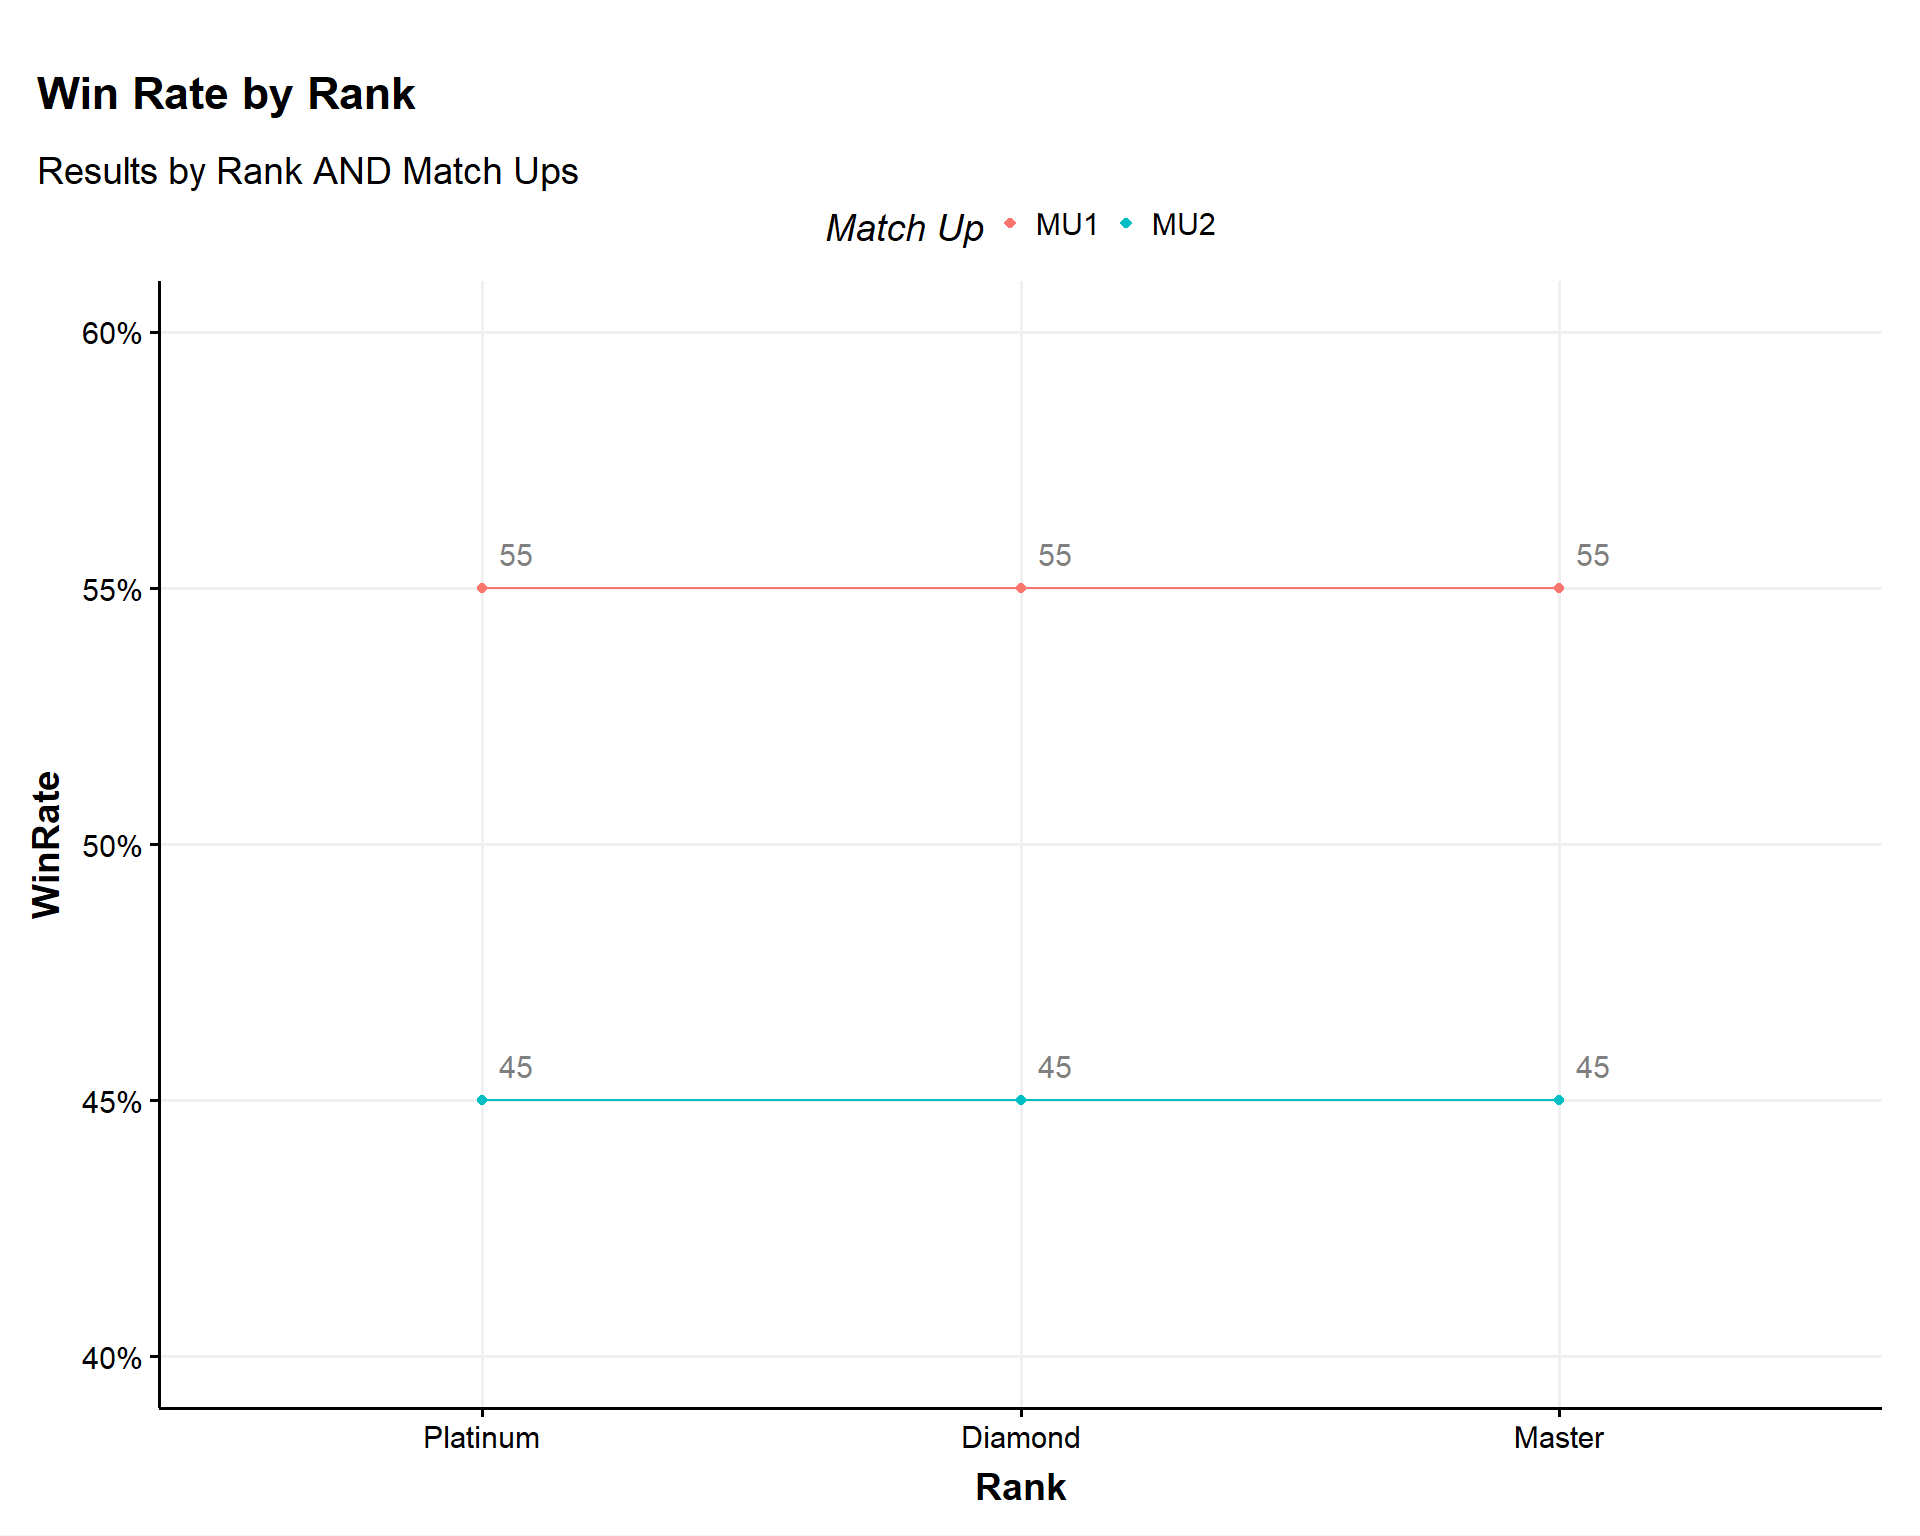 Win Rate by Rank
Results by Rank AND Match Ups
Match Up MU1 MU2
60%
55 55 55
55%
WinRate
50%
45 45 45
45%
40%
Platinum Diamond Master
Rank